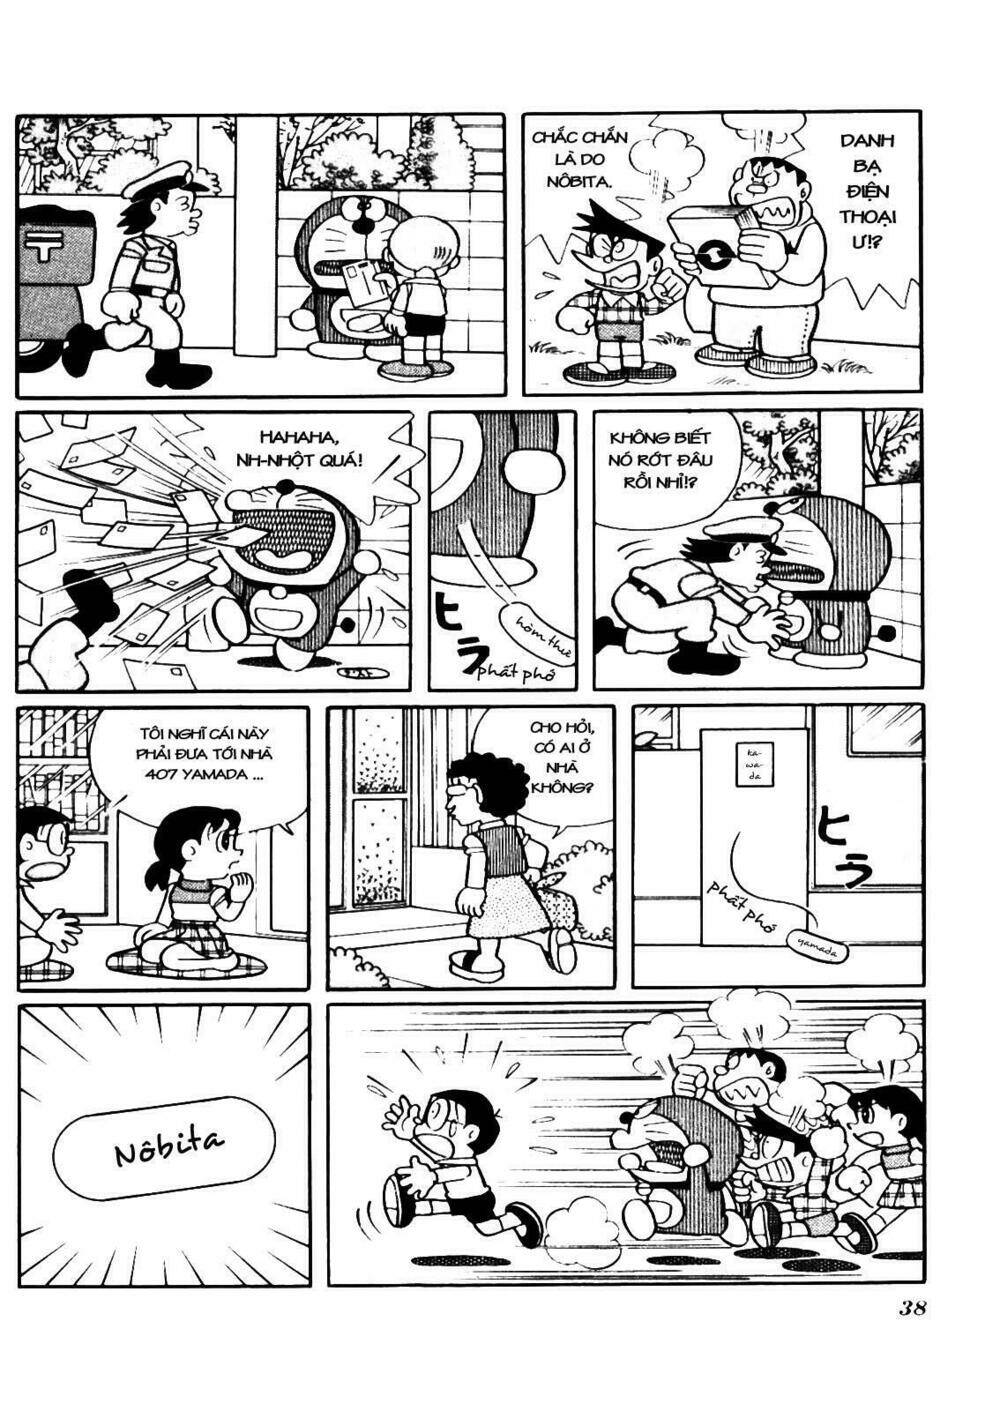 CHẮC CHẮN
LÀ DO
NÔBITA.
DANH
BẠ
ĐIỆN
THOẠI
Ư!?
HAHAHA,
NH-NHỘT QUÁ!
ヒラ
hòm thư
phất phơ
KHÔNG BIẾT
NÓ RỚT ĐÂU
RỒI NHỈ!?
TÔI NGHĨ CÁI NÀY
PHẢI ĐƯA TỚI NHÀ
407 YAMADA ...
CHO HỎI,
CÓ AI Ở
NHÀ
KHÔNG?
ka-
wa-
da
ヒラ
phất phơ
yamada
Nôbita
38